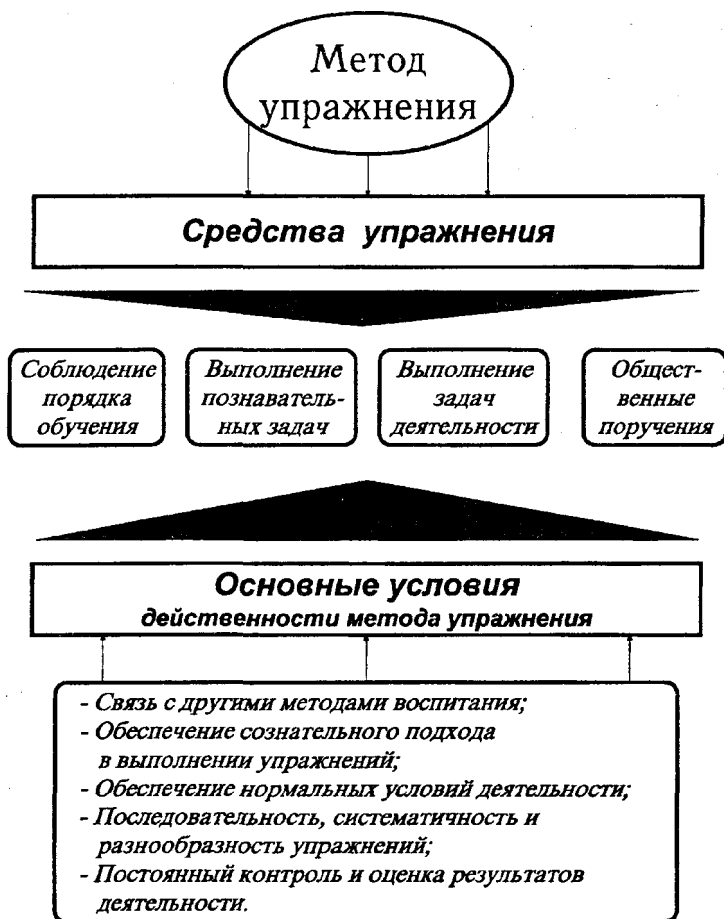 Метод
упражнения
Средства упражнения
Соблюдение
порядка
обучения
Выполнение
познаватель-
ных задач
Выполнение
задач
деятельности
Общест-
венные
поручения
Основные условия
действенности метода упражнения
- Связь с другими методами воспитания;
- Обеспечение сознательного подхода
в выполнении упражнений;
- Обеспечение нормальных условий деятельности;
- Последовательность, систематичность и
разнообразность упражнений;
- Постоянный контроль и оценка результатов
деятельности.